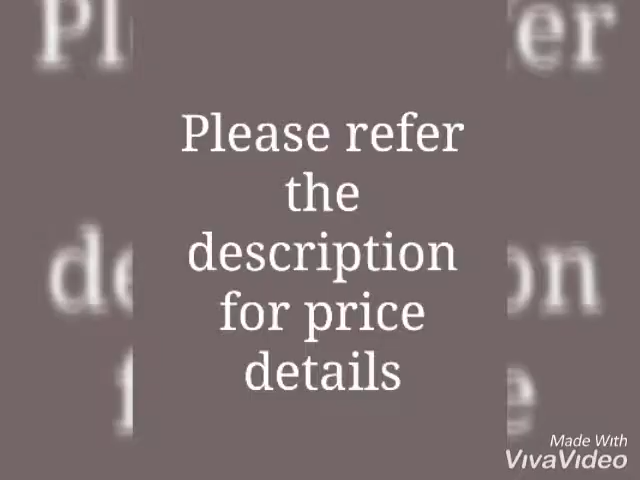 Please refer
the
description
for price
details
Made With
VivaVideo